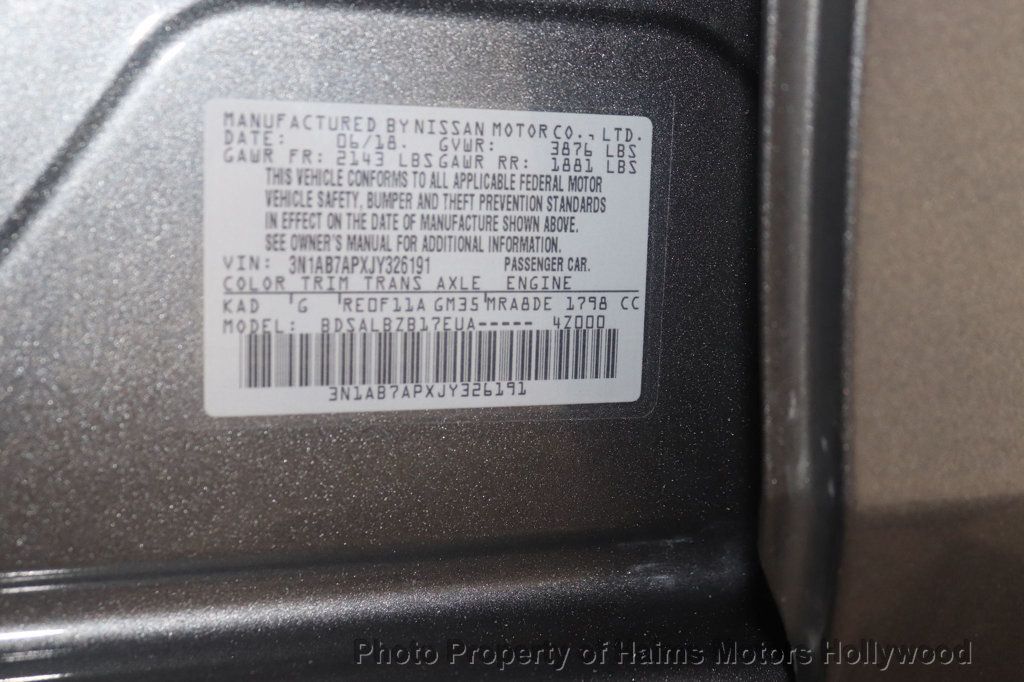 MANUFACTURED BY NISSAN MOTOR CO., LTD.
DATE: 06/18. GVWR: 3876 LBS
GAWR FR: 2143 LBS GAWR RR: 1881 LBS
THIS VEHICLE CONFORMS TO ALL APPLICABLE FEDERAL MOTOR
VEHICLE SAFETY, BUMPER AND THEFT PREVENTION STANDARDS
IN EFFECT ON THE DATE OF MANUFACTURE SHOWN ABOVE.
SEE OWNER'S MANUAL FOR ADDITIONAL INFORMATION.
VIN: 3N1AB7APXJY326191 PASSENGER CAR.
COLOR TRIM TRANS AXLE ENGINE
KAD G RE0F11A GM35 MRA8DE 1798 CC
MODEL: BDSALBZB17EUA----- 4Z000
3N1AB7APXJY326191
Photo Property of Haims Motors Hollywood